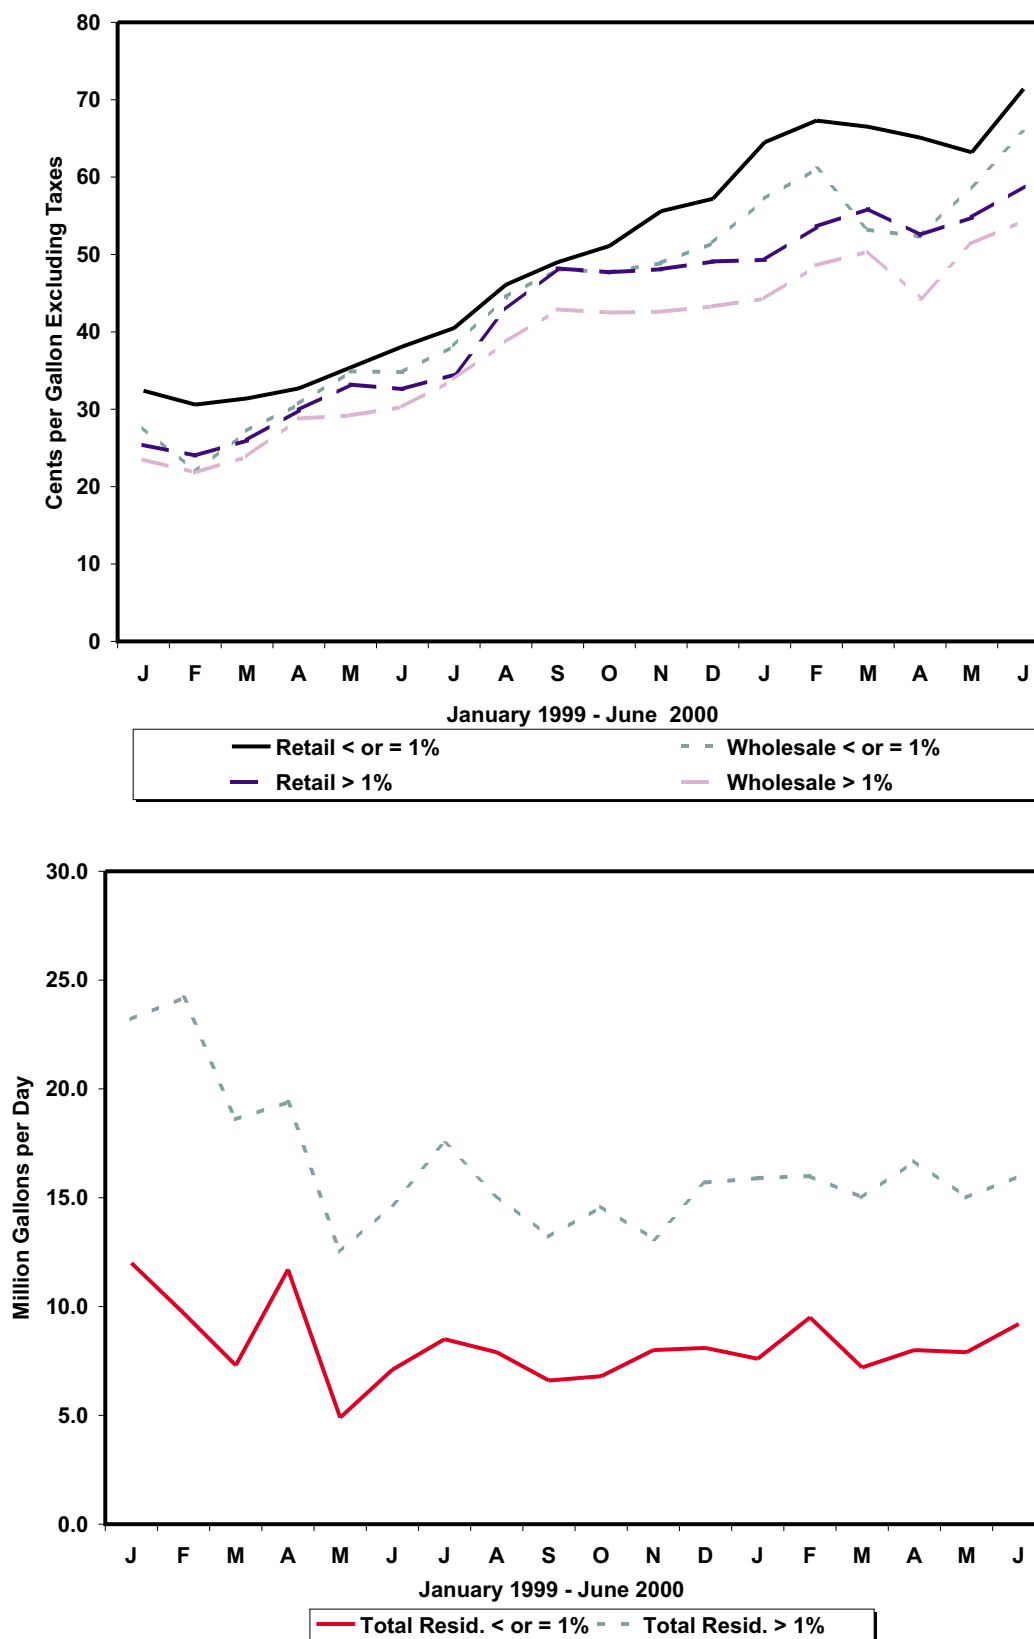 80
70
60
50
40
30
20
10
0
Cents per Gallon Excluding Taxes
J F M A M J J A S O N D J F M A M J
January 1999 - June 2000
Retail < or = 1% Wholesale < or = 1%
Retail > 1% Wholesale > 1%
30.0
25.0
20.0
15.0
10.0
5.0
0.0
Million Gallons per Day
J F M A M J J A S O N D J F M A M J
January 1999 - June 2000
Total Resid. < or = 1% Total Resid. > 1%